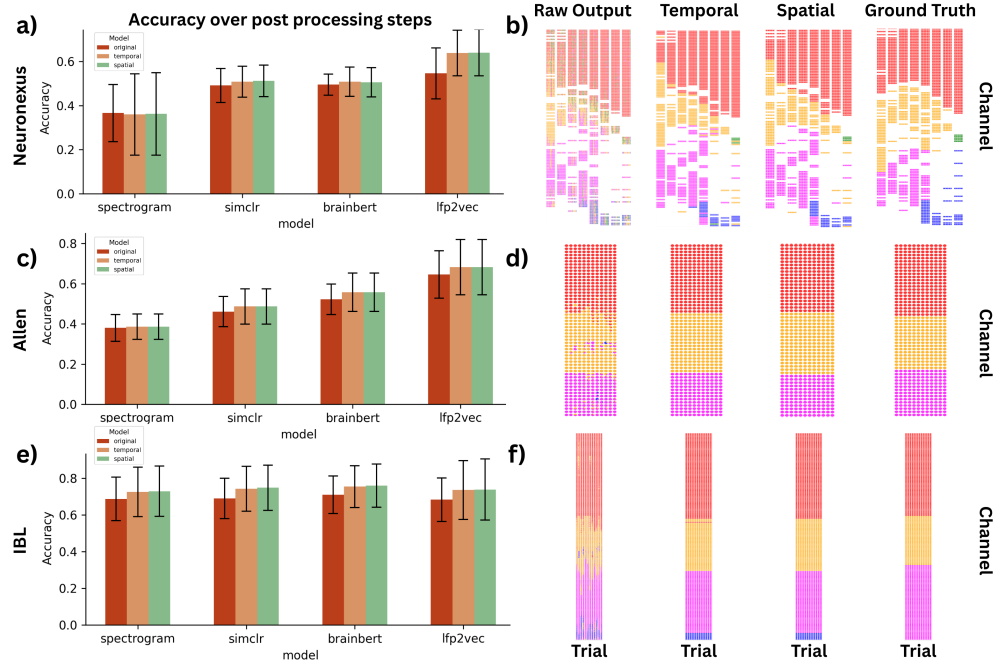 Accuracy over post processing steps
a)
Neuronexus
Accuracy
0.6
0.4
0.2
0.0
Model
original
temporal
spatial
spectrogram
simclr
brainbert
lfp2vec
model
b)
Raw Output
Temporal
Spatial
Ground Truth
Channel
c)
Allen
Accuracy
0.8
0.6
0.4
0.2
0.0
Model
original
temporal
spatial
spectrogram
simclr
brainbert
lfp2vec
model
d)
Channel
e)
IBL
Accuracy
0.8
0.6
0.4
0.2
0.0
Model
original
temporal
spatial
spectrogram
simclr
brainbert
lfp2vec
model
f)
Channel
Trial
Trial
Trial
Trial